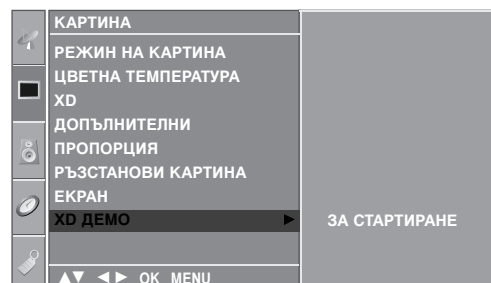 КАРТИНА
РЕЖИН НА КАРТИНА
ЦВЕТНА ТЕМПЕРАТУРА
XD
ДОПЪЛНИТЕЛНИ
ПРОПОРЦИЯ
РЪЗСТАНОВИ КАРТИНА
ЕКРАН
XD ДЕМО ► ЗА СТАРТИРАНЕ
▲▼ ◄► OK MENU